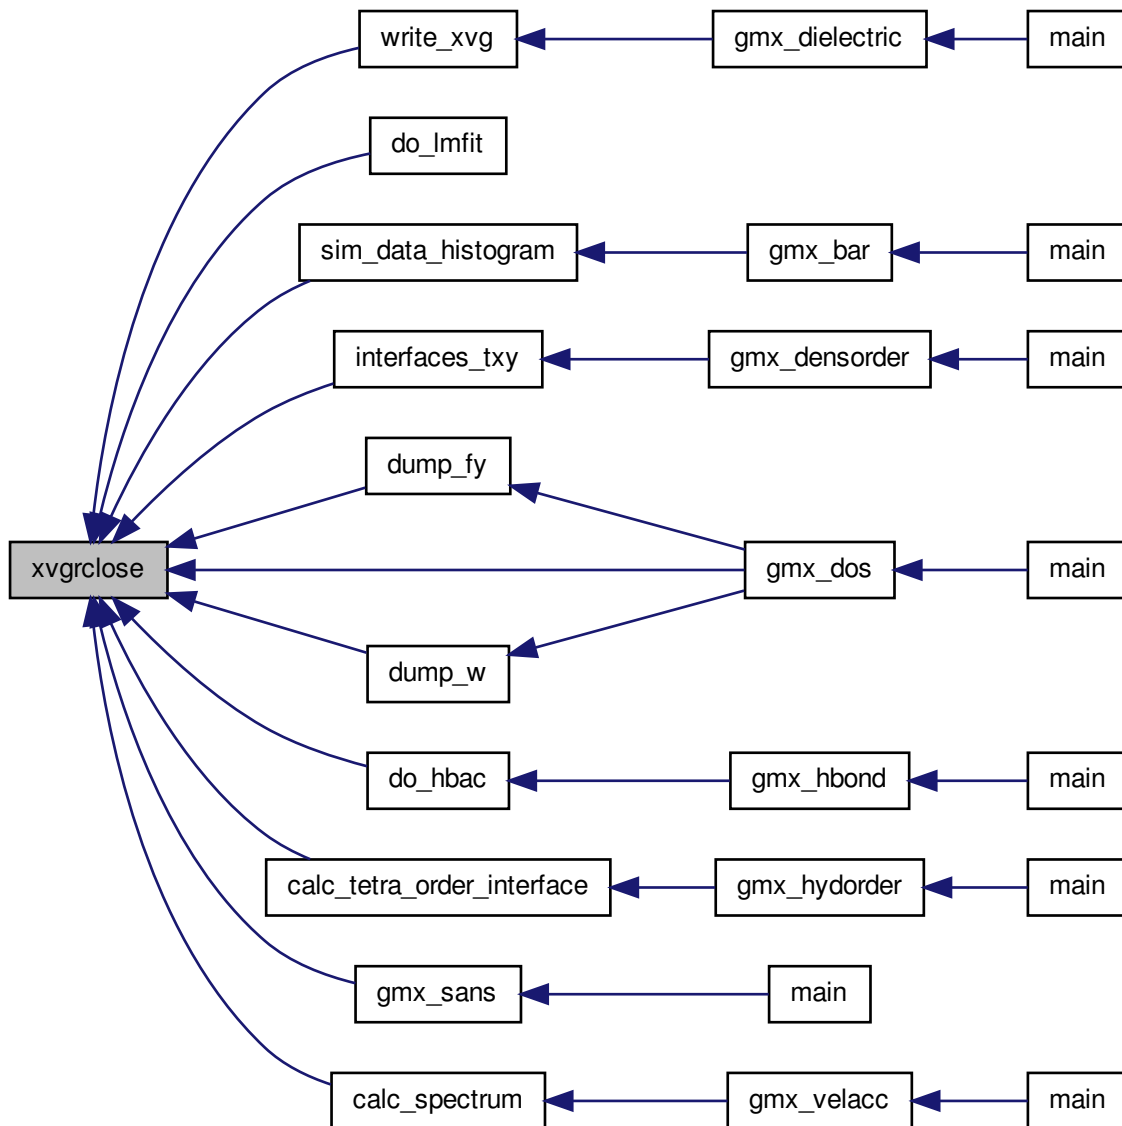 write_xvg
gmx_dielectric
main
do_lmfit
sim_data_histogram
gmx_bar
main
interfaces_txy
gmx_densorder
main
dump_fy
xvgrclose
gmx_dos
main
dump_w
do_hbac
gmx_hbond
main
calc_tetra_order_interface
gmx_hydorder
main
gmx_sans
main
calc_spectrum
gmx_velacc
main